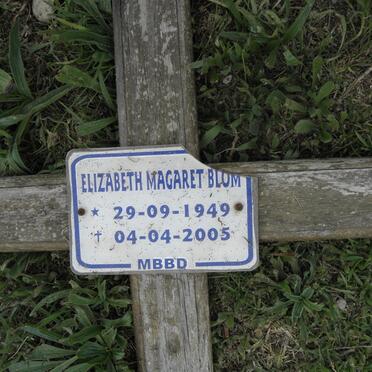 ELIZABETH MAGARET BLOM
* 29-09-1949
† 04-04-2005
MBBD